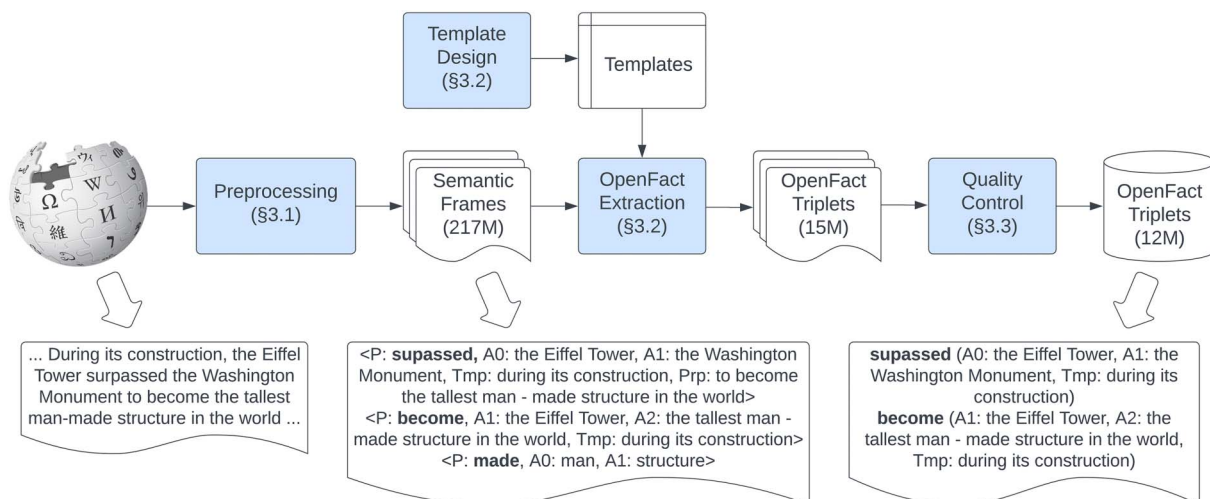 Template
Design
(§3.2)
Templates
Ω
W
И
維
ウィ
7
Preprocessing
(§3.1)
Semantic
Frames
(217M)
OpenFact
Extraction
(§3.2)
OpenFact
Triplets
(15M)
Quality
Control
(§3.3)
OpenFact
Triplets
(12M)
... During its construction, the Eiffel
Tower surpassed the Washington
Monument to become the tallest
man-made structure in the world ...
<P: supassed, A0: the Eiffel Tower, A1: the Washington
Monument, Tmp: during its construction, Prp: to become
the tallest man - made structure in the world>
<P: become, A1: the Eiffel Tower, A2: the tallest man -
made structure in the world, Tmp: during its construction>
<P: made, A0: man, A1: structure>
supassed (A0: the Eiffel Tower, A1: the
Washington Monument, Tmp: during its
construction)
become (A1: the Eiffel Tower, A2: the
tallest man - made structure in the world,
Tmp: during its construction)